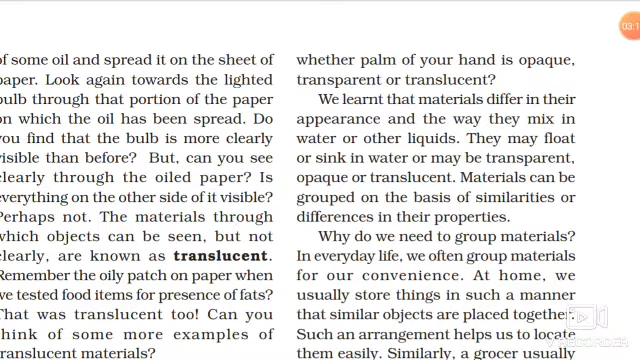 of some oil and spread it on the sheet of
paper. Look again towards the lighted
bulb through that portion of the paper
on which the oil has been spread. Do
you find that the bulb is more clearly
visible than before? But, can you see
clearly through the oiled paper? Is
everything on the other side of it visible?
Perhaps not. The materials through
which objects can be seen, but not
clearly, are known as translucent.
Remember the oily patch on paper when
we tested food items for presence of fats?
That was translucent too! Can you
think of some more examples of
translucent materials?
whether palm of your hand is opaque,
transparent or translucent?
We learnt that materials differ in their
appearance and the way they mix in
water or other liquids. They may float
or sink in water or may be transparent,
opaque or translucent. Materials can be
grouped on the basis of similarities or
differences in their properties.
Why do we need to group materials?
In everyday life, we often group materials
for our convenience. At home, we
usually store things in such a manner
that similar objects are placed together.
Such an arrangement helps us to locate
them easily. Similarly, a grocer usually
03:1
V RECORDER